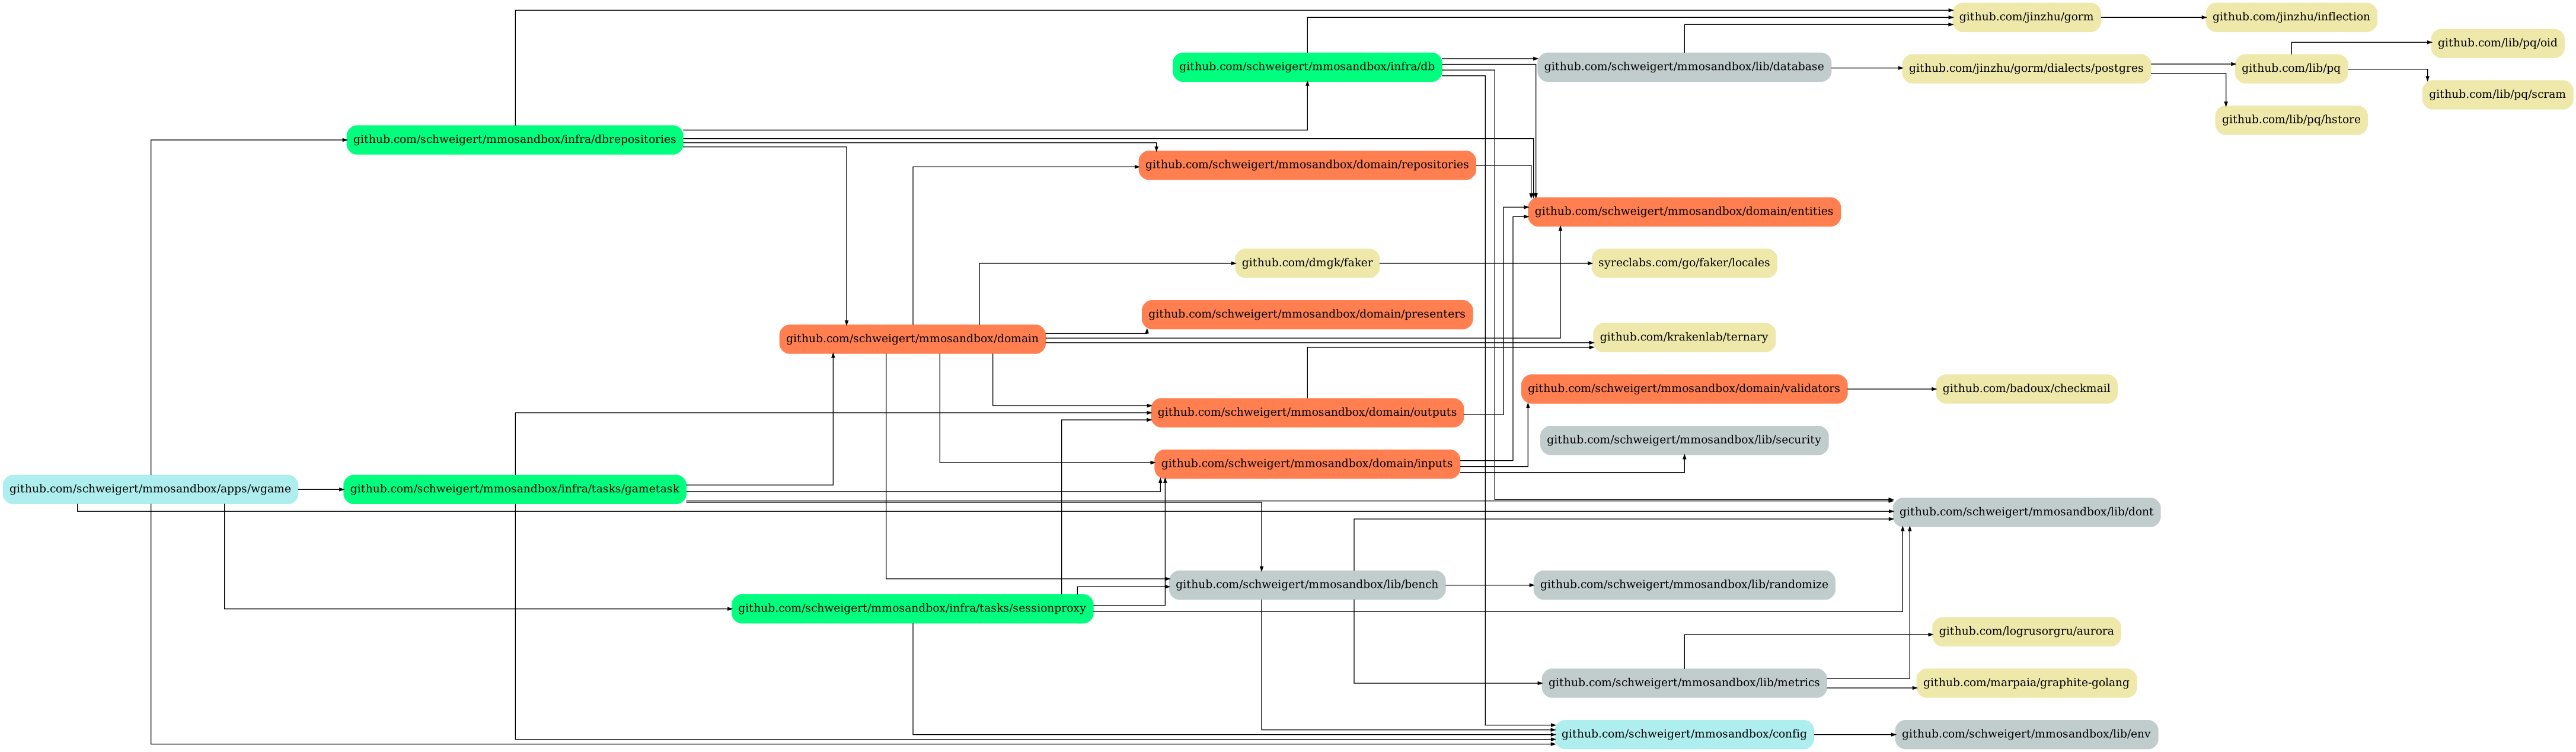 github.com/jinzhu/gorm
github.com/jinzhu/inflection
github.com/lib/pq/oid
github.com/schweigert/mmosandbox/infra/db
github.com/schweigert/mmosandbox/lib/database
github.com/jinzhu/gorm/dialects/postgres
github.com/lib/pq
github.com/lib/pq/scram
github.com/lib/pq/hstore
github.com/schweigert/mmosandbox/infra/dbrepositories
github.com/schweigert/mmosandbox/domain/repositories
github.com/schweigert/mmosandbox/domain/entities
github.com/dmgk/faker
syreclabs.com/go/faker/locales
github.com/schweigert/mmosandbox/domain/presenters
github.com/schweigert/mmosandbox/domain
github.com/krakenlab/ternary
github.com/schweigert/mmosandbox/domain/validators
github.com/badoux/checkmail
github.com/schweigert/mmosandbox/domain/outputs
github.com/schweigert/mmosandbox/lib/security
github.com/schweigert/mmosandbox/domain/inputs
github.com/schweigert/mmosandbox/apps/wgame
github.com/schweigert/mmosandbox/infra/tasks/gametask
github.com/schweigert/mmosandbox/lib/dont
github.com/schweigert/mmosandbox/lib/bench
github.com/schweigert/mmosandbox/lib/randomize
github.com/schweigert/mmosandbox/infra/tasks/sessionproxy
github.com/logrusorgru/aurora
github.com/schweigert/mmosandbox/lib/metrics
github.com/marpaia/graphite-golang
github.com/schweigert/mmosandbox/config
github.com/schweigert/mmosandbox/lib/env